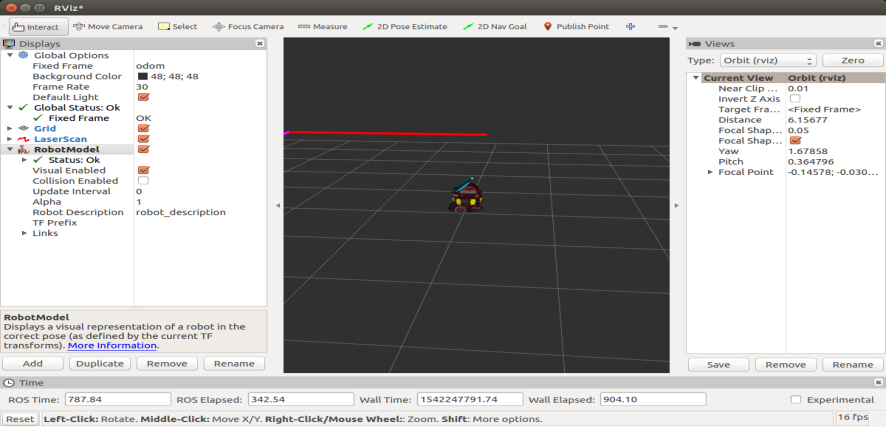 RViz*
Interact Move Camera Select Focus Camera Measure 2D Pose Estimate 2D Nav Goal Publish Point
Displays
Global Options
Fixed Frame odom
Background Color 48; 48; 48
Frame Rate 30
Default Light
Global Status: Ok
Fixed Frame OK
Grid
LaserScan
RobotModel
Status: Ok
Visual Enabled
Collision Enabled
Update Interval 0
Alpha 1
Robot Description robot_description
TF Prefix
Links
RobotModel
Displays a visual representation of a robot in the
correct pose (as defined by the current TF
transforms). More Information.
Add Duplicate Remove Rename
Views
Type: Orbit (rviz) Zero
Current View Orbit (rviz)
Near Clip ... 0.01
Invert Z Axis
Target Fra... <Fixed Frame>
Distance 6.15677
Focal Shap... 0.05
Focal Shap...
Yaw 1.67858
Pitch 0.364796
Focal Point -0.14578; -0.030...
Save Remove Rename
Time
ROS Time: 787.84 ROS Elapsed: 342.54 Wall Time: 1542247791.74 Wall Elapsed: 904.10 Experimental
Reset Left-Click: Rotate. Middle-Click: Move X/Y. Right-Click/Mouse Wheel:: Zoom. Shift: More options. 16 fps